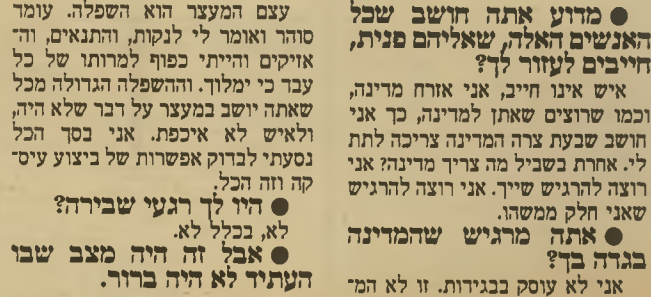 ● מדוע אתה חושב שכל
האנשים האלה, שאליהם פנית,
חייבים לעזור לך?
איש אינו חייב, אני אזרח מדינה,
וכמו שרוצים שאתן למדינה, כך אני
חושב שבעת צרה המדינה צריכה לתת
לי. אחרת בשביל מה צריך מדינה? אני
רוצה להרגיש שייך. אני רוצה להרגיש
שאני חלק ממשהו.
● אתה מרגיש שהמדינה
בגדה בך?
אני לא עוסק בבגידות. זו לא המ־
עצם המעצר הוא השפלה. עומד
סוהר ואומר לי לנקות, והתנאים, וה־
אזיקים והייתי כפוף למרותו של כל
עבד כי ימלוך. וההשפלה הגדולה מכל
שאתה יושב במעצר על דבר שלא היה,
ולאיש לא איכפת. אני בסך הכל
נסעתי לבדוק אפשרות של ביצוע עיס־
קה וזה הכל.
● היו לך רגעי שבירה?
לא, בכלל לא.
● אבל זה היה מצב שבו
העתיד לא היה ברור.